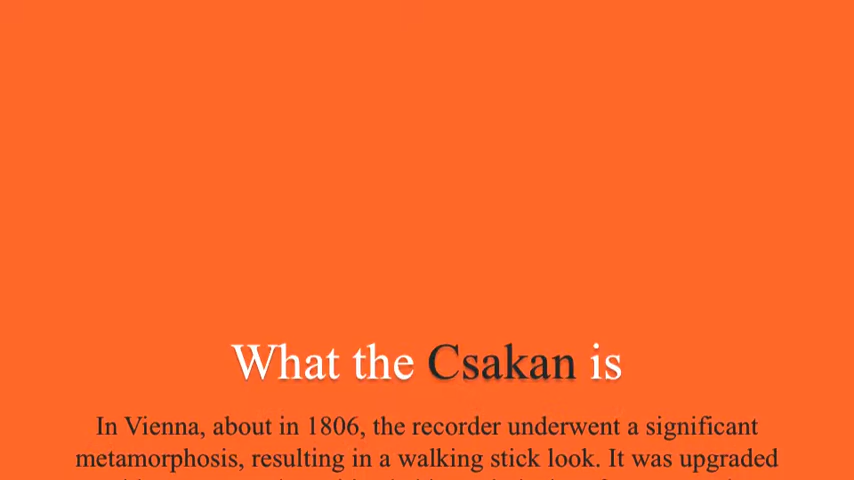 What the Csakan is
In Vienna, about in 1806, the recorder underwent a significant
metamorphosis, resulting in a walking stick look. It was upgraded